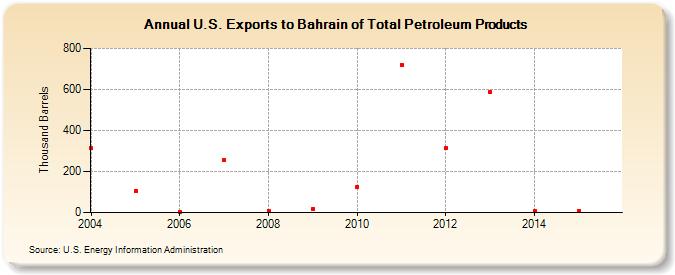 Annual U.S. Exports to Bahrain of Total Petroleum Products
Thousand Barrels
800
600
400
200
0
2004 2006 2008 2010 2012 2014
Source: U.S. Energy Information Administration